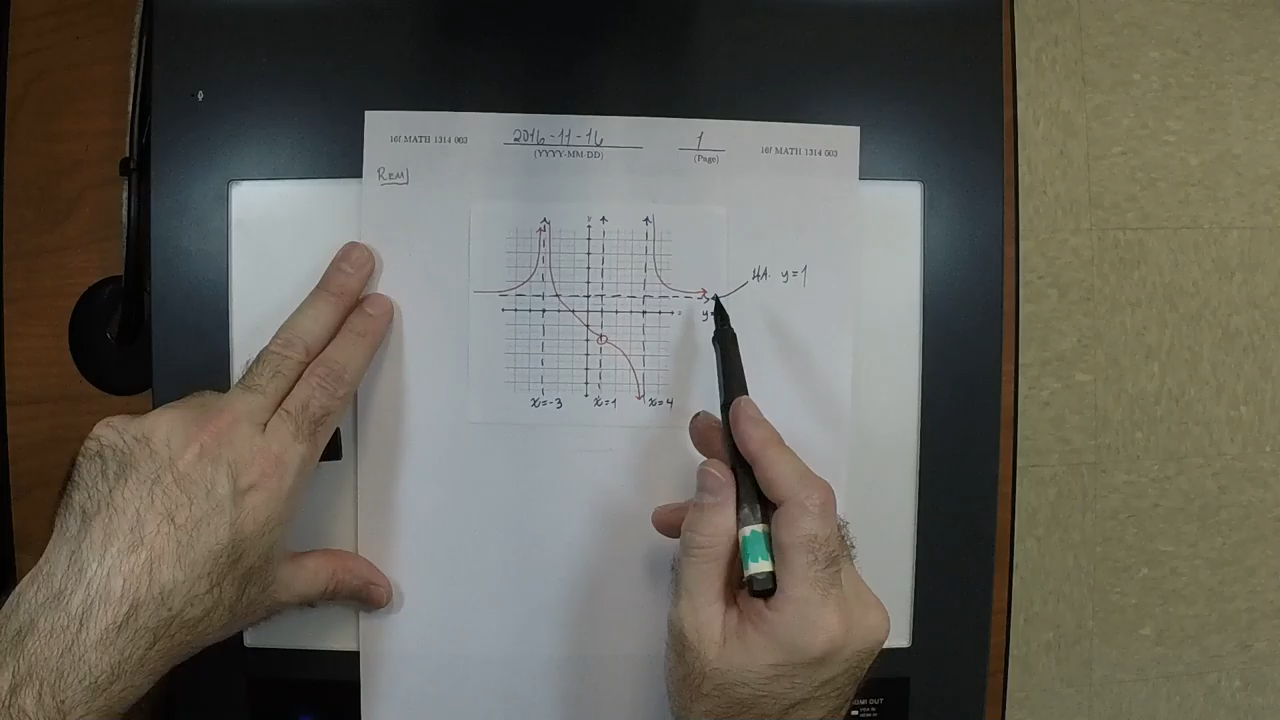 16f MATH 1314 003
2016-11-16
(YYYY-MM-DD)
1
(Page)
16f MATH 1314 003
REM
HA. y=1
y=
x=-3
x=1
x=4